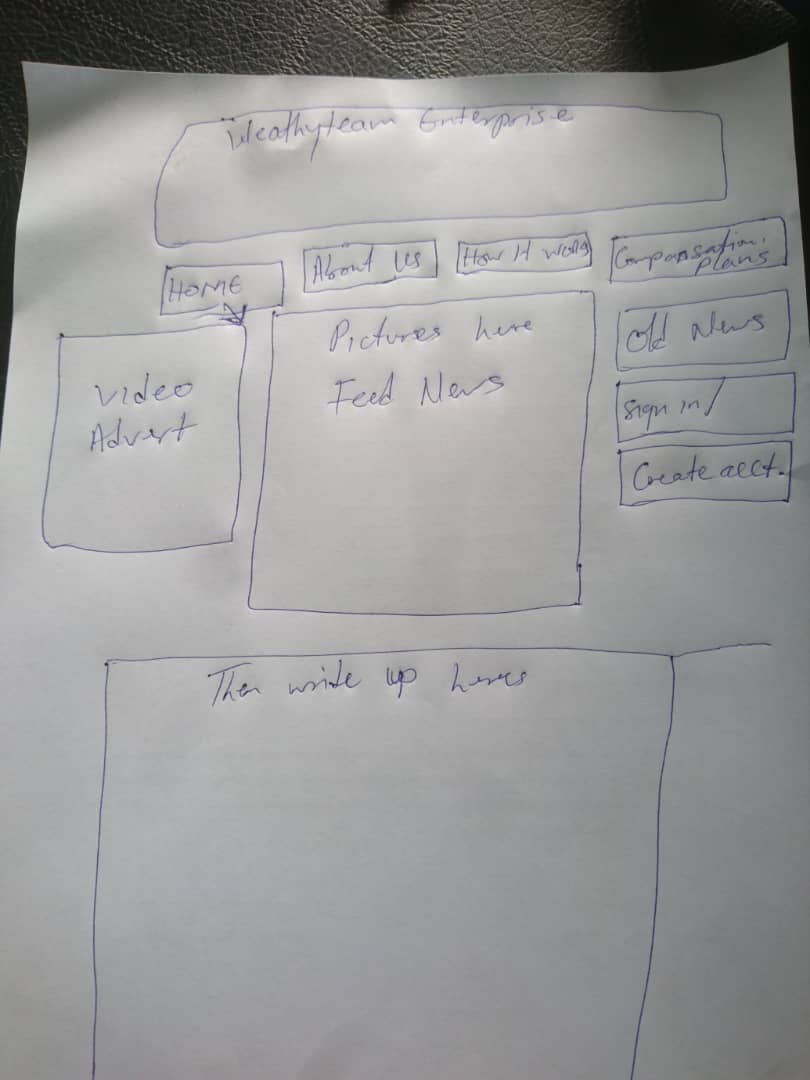 Weathyteam Enterprise
HOME
About Us
How It works
Compansation.
plans
Pictures here
Feed News
Video
Advert
Old News
Sign in/
Create acct.
Then write up heres